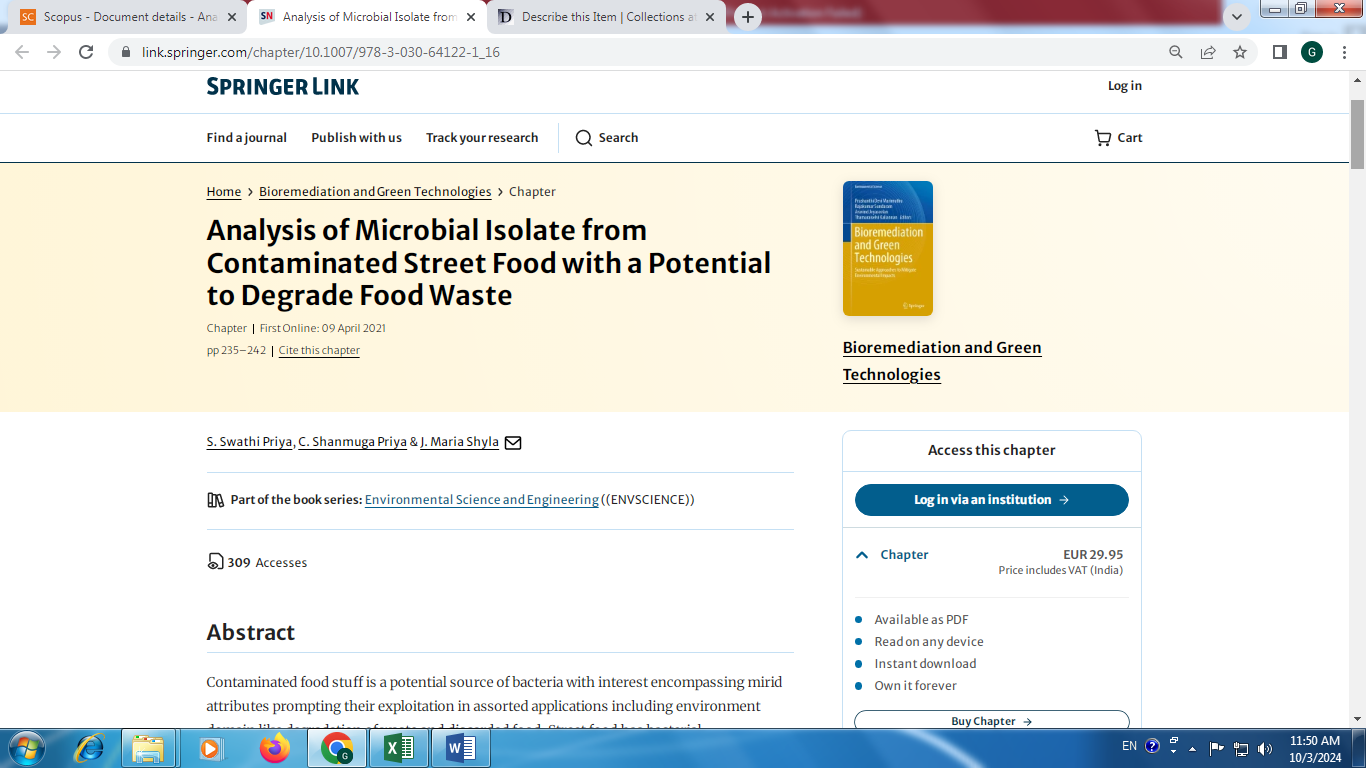 Scopus - Document details - Ana
Analysis of Microbial Isolate from
Describe this Item | Collections at
link.springer.com/chapter/10.1007/978-3-030-64122-1_16
G
SPRINGER LINK
Log in
Find a journal
Publish with us
Track your research
Search
Cart
Home > Bioremediation and Green Technologies > Chapter
Analysis of Microbial Isolate from
Contaminated Street Food with a Potential
to Degrade Food Waste
Chapter | First Online: 09 April 2021
pp 235–242 | Cite this chapter
Bioremediation
and Green
Technologies
Springer
Bioremediation and Green
Technologies
S. Swathi Priya, C. Shanmuga Priya & J. Maria Shyla
Part of the book series: Environmental Science and Engineering ((ENVSCIENCE))
309 Accesses
Abstract
Contaminated food stuff is a potential source of bacteria with interest encompassing mirid
attributes prompting their exploitation in assorted applications including environment
Access this chapter
Log in via an institution →
Chapter
EUR 29.95
Price includes VAT (India)
Available as PDF
Read on any device
Instant download
Own it forever
Buy Chapter →
EN
11:50 AM
10/3/2024